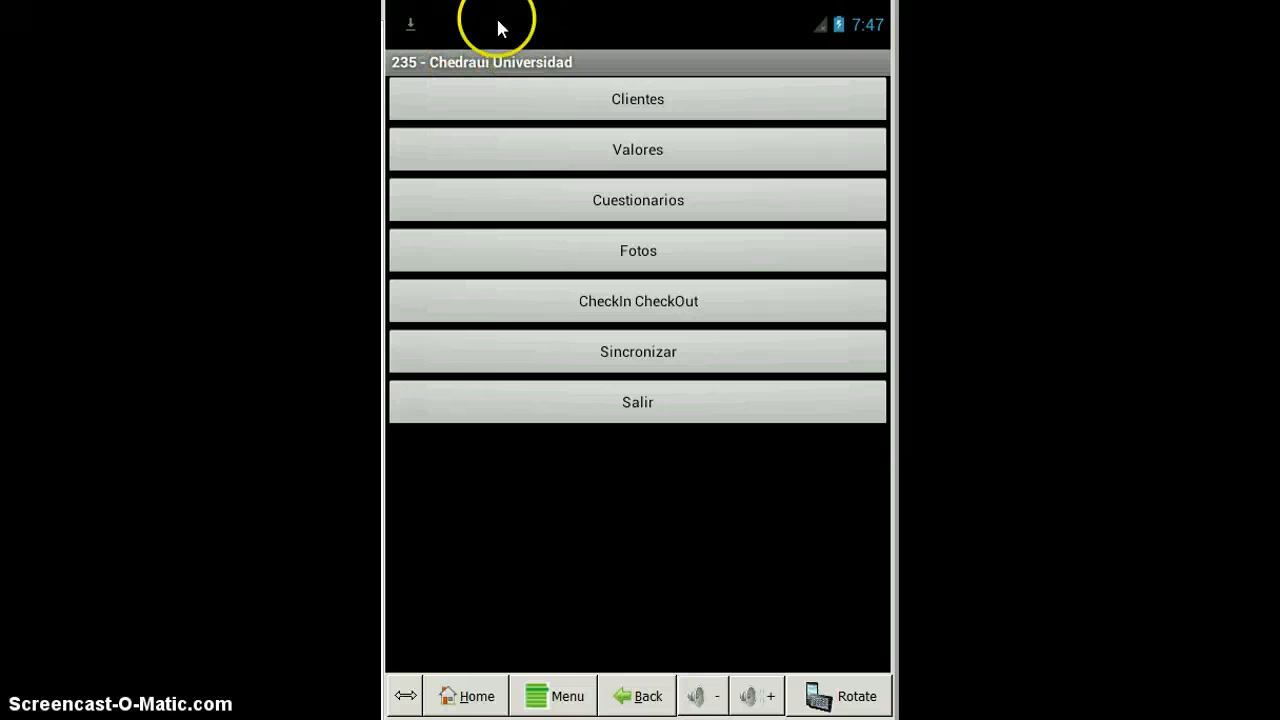 7:47
235 - Chedraui Universidad
Clientes
Valores
Cuestionarios
Fotos
CheckIn CheckOut
Sincronizar
Salir
Home Menu Back - + Rotate
Screencast-O-Matic.com